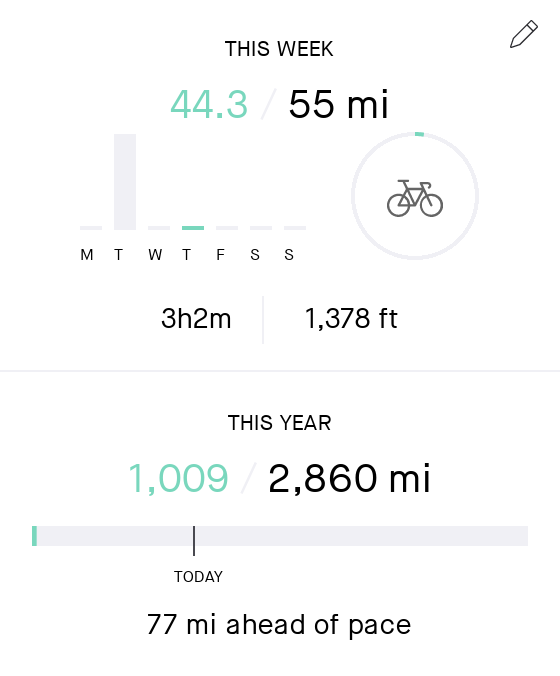 THIS WEEK
44.3 / 55 mi
M T W T F S S
3h2m 1,378 ft
THIS YEAR
1,009 / 2,860 mi
TODAY
77 mi ahead of pace